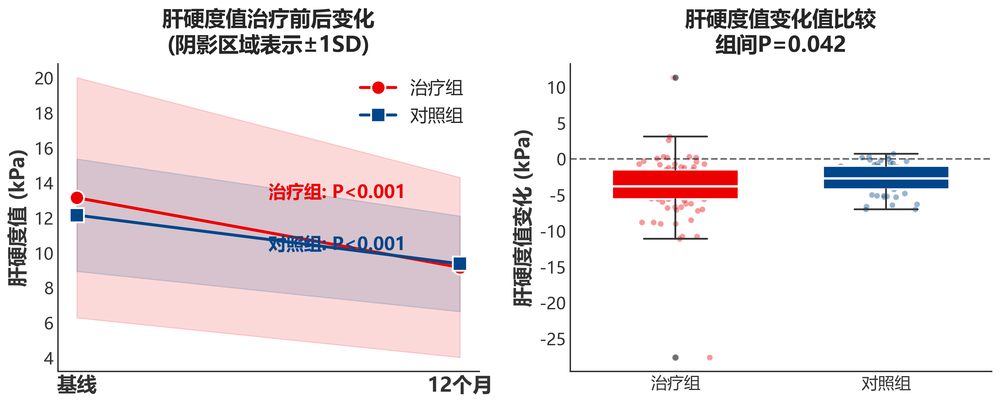 肝硬度值治疗前后变化
(阴影区域表示±1SD)
肝硬度值 (kPa)
20
18
16
14
12
10
8
6
4
治疗组
对照组
治疗组: P<0.001
对照组: P<0.001
基线
12个月
肝硬度值变化值比较
组间P=0.042
肝硬度值变化 (kPa)
10
5
0
-5
-10
-15
-20
-25
治疗组
对照组